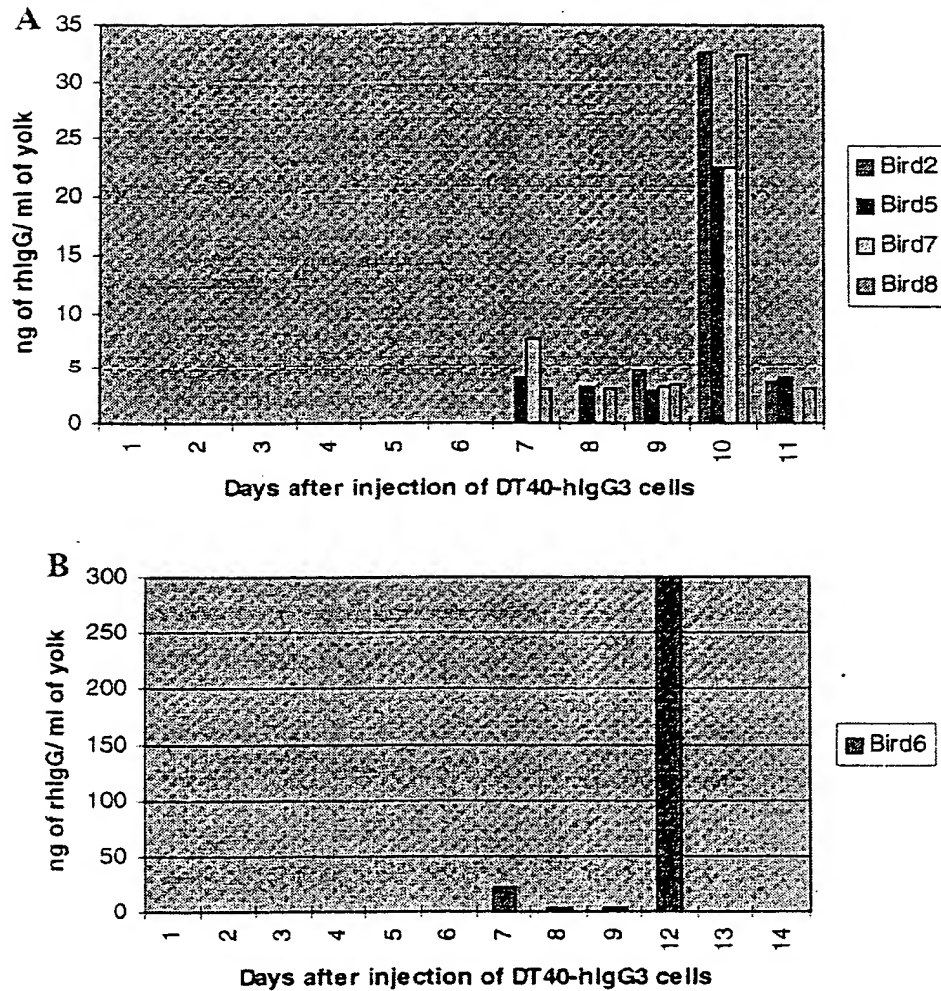 A
35
30
25
20
15
10
5
0
ng of rhIgG/ ml of yolk
1 2 3 4 5 6 7 8 9 10 11
Days after injection of DT40-hIgG3 cells
Bird2
Bird5
Bird7
Bird8
B
300
250
200
150
100
50
0
ng of rhIgG/ ml of yolk
1 2 3 4 5 6 7 8 9 12 13 14
Days after injection of DT40-hIgG3 cells
Bird6